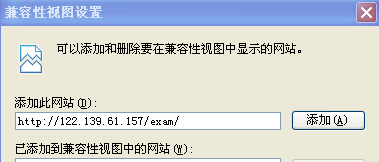 兼容性视图设置
可以添加和删除要在兼容性视图中显示的网站。
添加此网站(D):
http://122.139.61.157/exam/
添加(A)
已添加到兼容性视图中的网站(W):